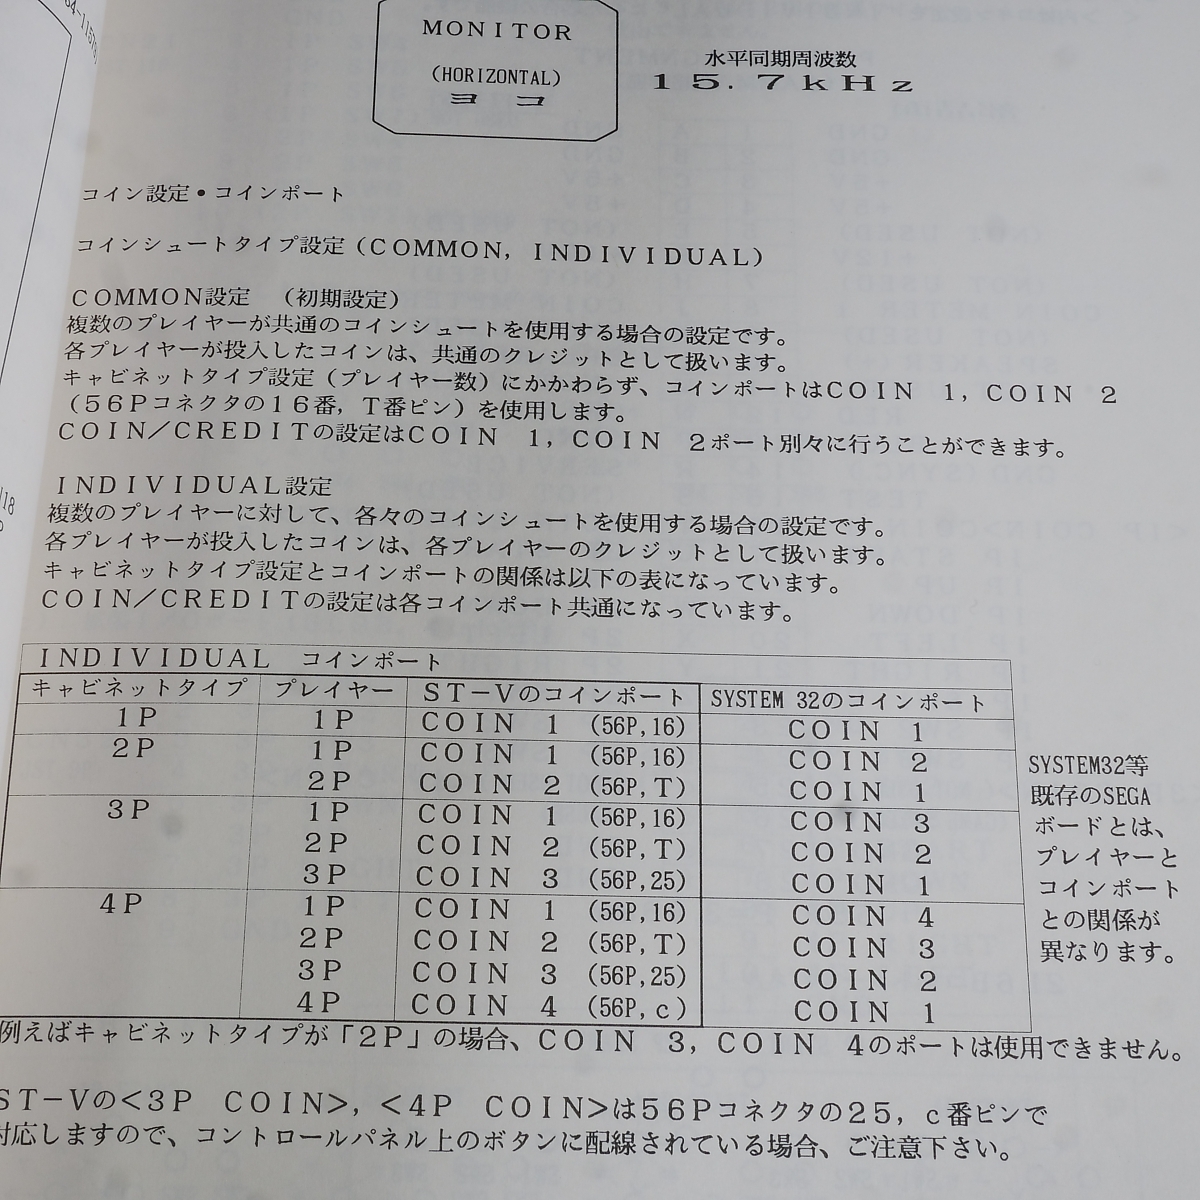 MONITOR
(HORIZONTAL)
ヨコ
水平同期周波数
15.7kHz
コイン設定・コインポート
コインシュートタイプ設定（COMMON，INDIVIDUAL）
COMMON設定　（初期設定）
複数のプレイヤーが共通のコインシュートを使用する場合の設定です。
各プレイヤーが投入したコインは、共通のクレジットとして扱います。
キャビネットタイプ設定（プレイヤー数）にかかわらず、コインポートはCOIN 1，COIN 2
（56Pコネクタの16番，T番ピン）を使用します。
COIN／CREDITの設定はCOIN 1，COIN 2ポート別々に行うことができます。
INDIVIDUAL設定
複数のプレイヤーに対して、各々のコインシュートを使用する場合の設定です。
各プレイヤーが投入したコインは、各プレイヤーのクレジットとして扱います。
キャビネットタイプ設定とコインポートの関係は以下の表になっています。
COIN／CREDITの設定は各コインポート共通になっています。
INDIVIDUAL　コインポート
キャビネットタイプ プレイヤー ST－Vのコインポート SYSTEM 32のコインポート
1P 1P COIN 1 (56P,16) COIN 1
2P 1P COIN 1 (56P,16) COIN 2
2P COIN 2 (56P,T) COIN 1
3P 1P COIN 1 (56P,16) COIN 3
2P COIN 2 (56P,T) COIN 2
3P COIN 3 (56P,25) COIN 1
4P 1P COIN 1 (56P,16) COIN 4
2P COIN 2 (56P,T) COIN 3
3P COIN 3 (56P,25) COIN 2
4P COIN 4 (56P,c) COIN 1
SYSTEM32等
既存のSEGA
ボードとは、
プレイヤーと
コインポート
との関係が
異なります。
例えばキャビネットタイプが「2P」の場合、COIN 3，COIN 4のポートは使用できません。
ST－Vの＜3P COIN＞，＜4P COIN＞は56Pコネクタの25，c番ピンで
対応しますので、コントロールパネル上のボタンに配線されている場合、ご注意下さい。